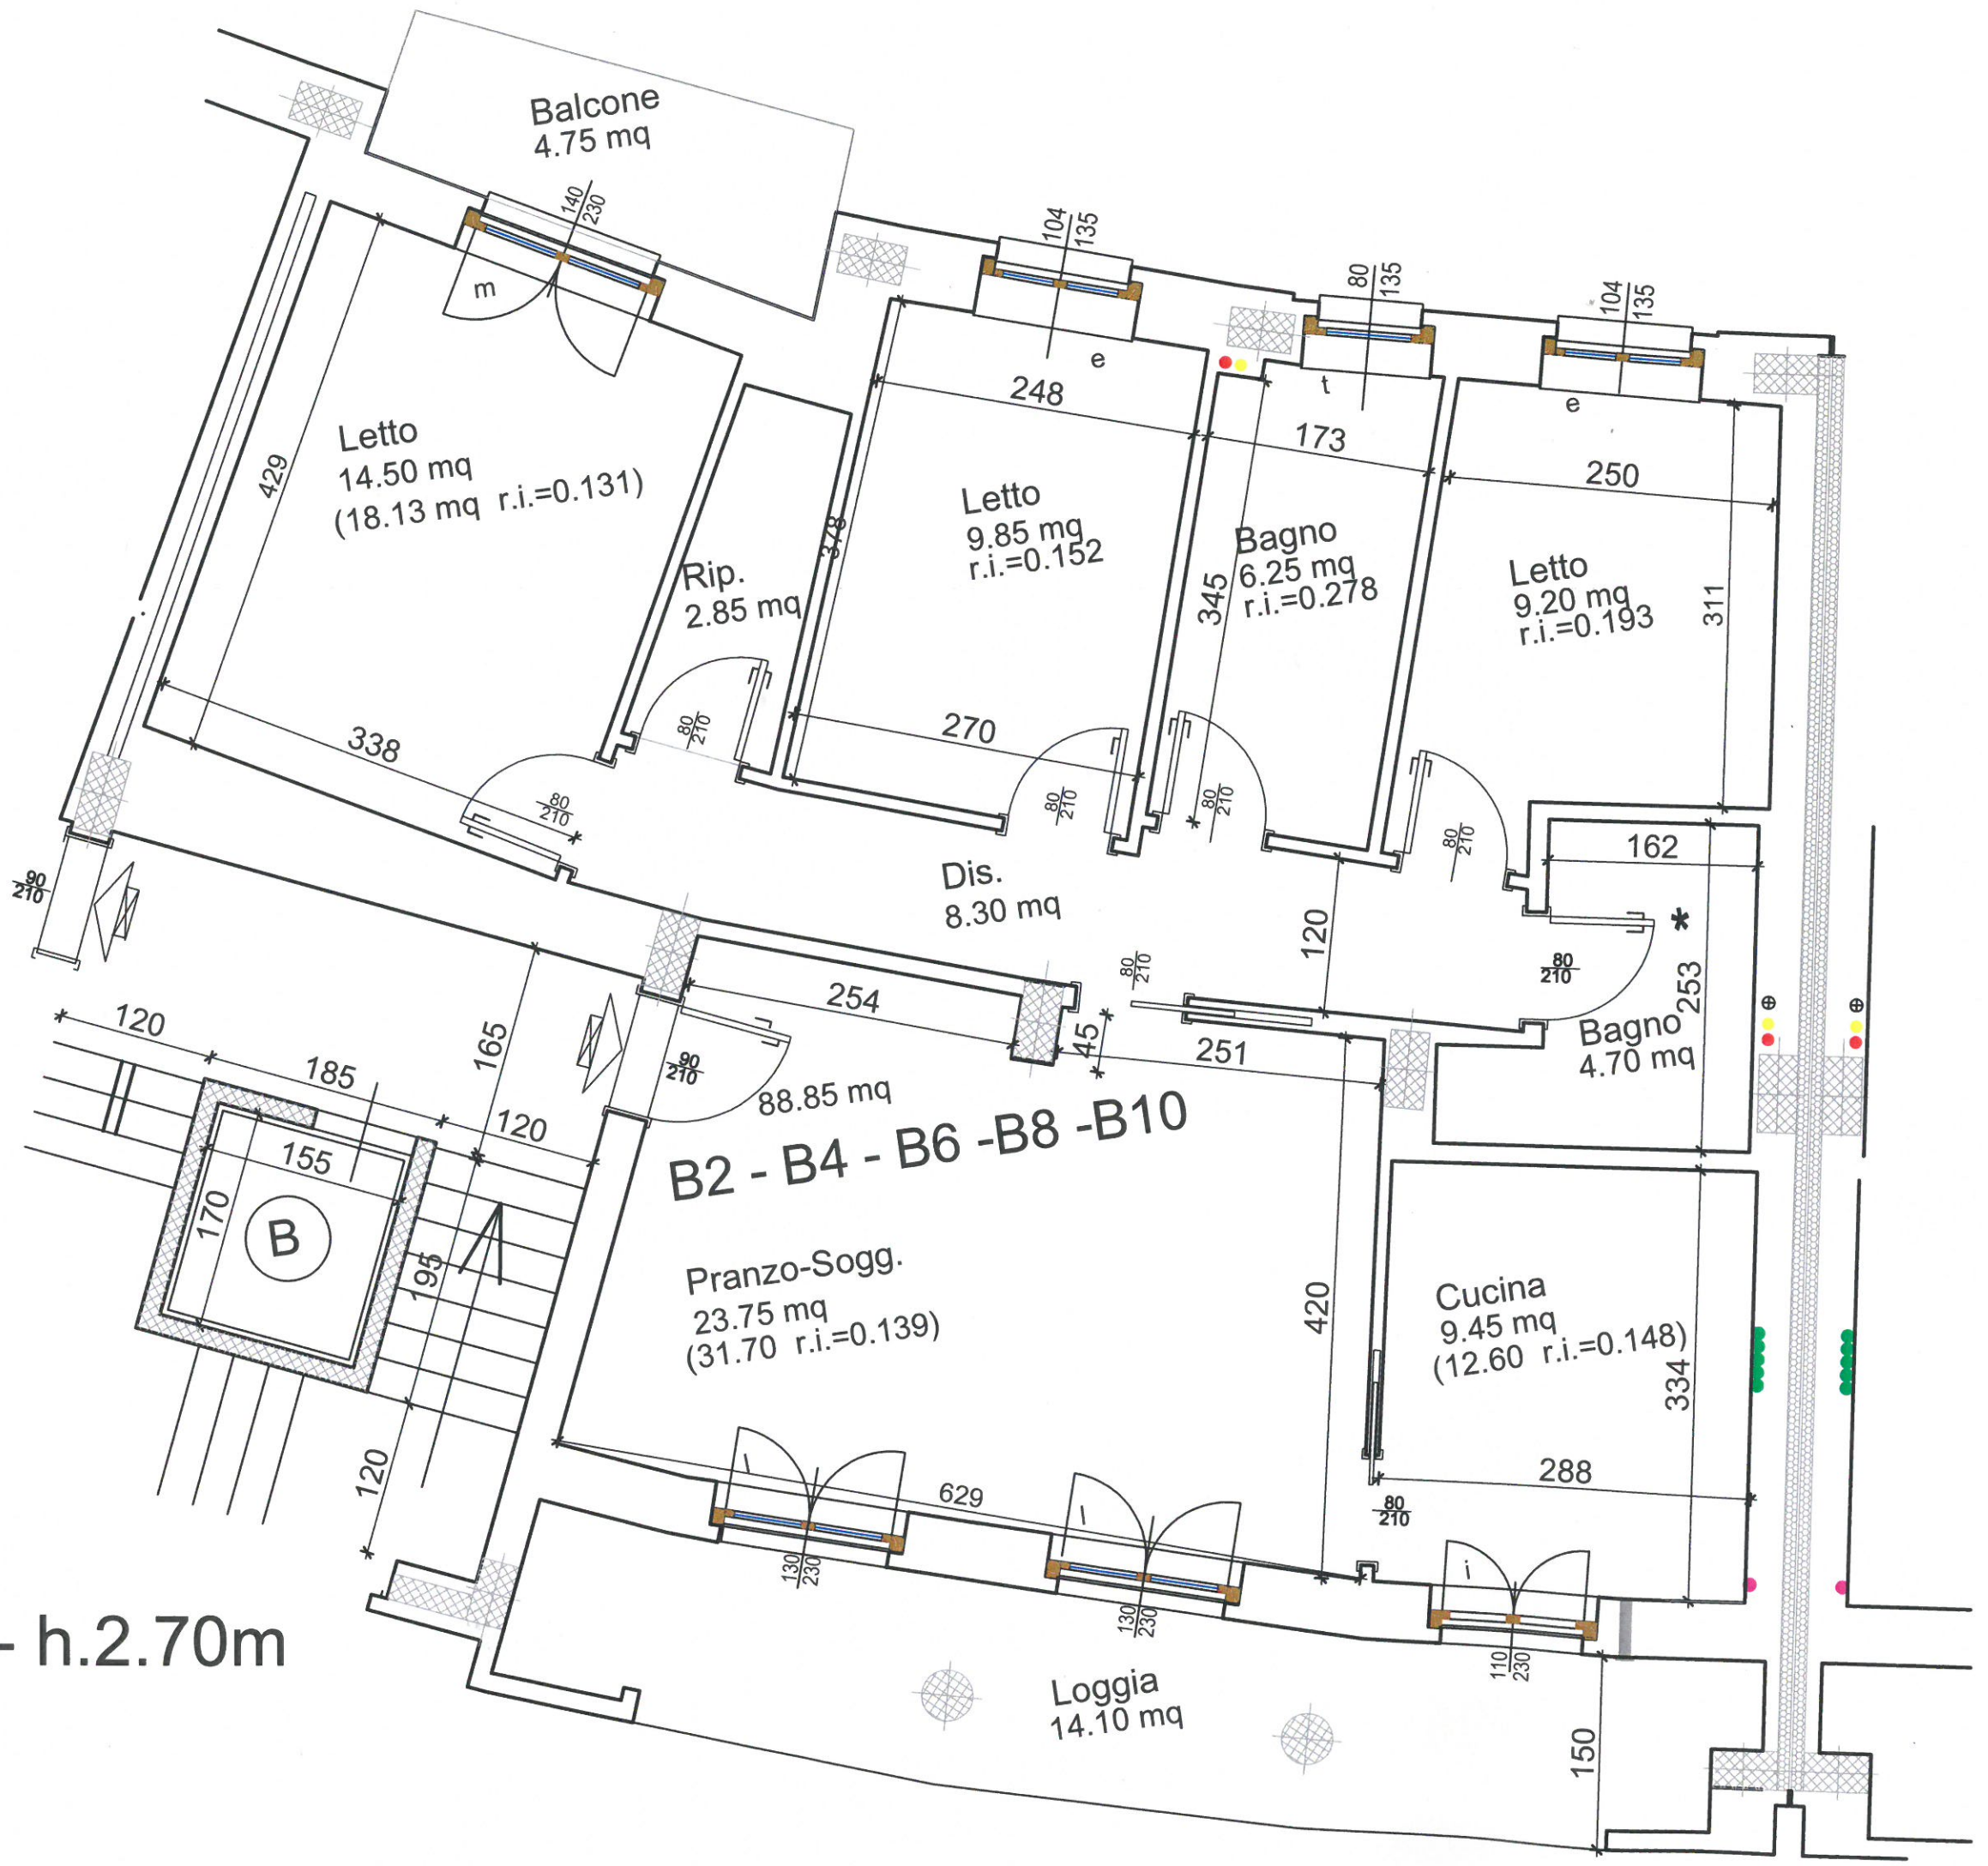 Balcone
4.75 mq
140
230
104
135
80
135
104
135
m
e
t
e
248
173
250
Letto
14.50 mq
(18.13 mq r.i.=0.131)
429
378
Letto
9.85 mq
r.i.=0.152
Bagno
6.25 mq
r.i.=0.278
345
Letto
9.20 mq
r.i.=0.193
311
Rip.
2.85 mq
80
210
338
270
80
210
80
210
80
210
80
210
162
90
210
Dis.
8.30 mq
120
*
80
210
253
80
210
254
45
251
Bagno
4.70 mq
120
185
165
120
90
210
88.85 mq
B2 - B4 - B6 -B8 -B10
155
170
B
195
120
Pranzo-Sogg.
23.75 mq
(31.70 r.i.=0.139)
420
Cucina
9.45 mq
(12.60 r.i.=0.148)
334
288
80
210
l
629
l
i
130
230
130
230
110
230
- h.2.70m
Loggia
14.10 mq
150